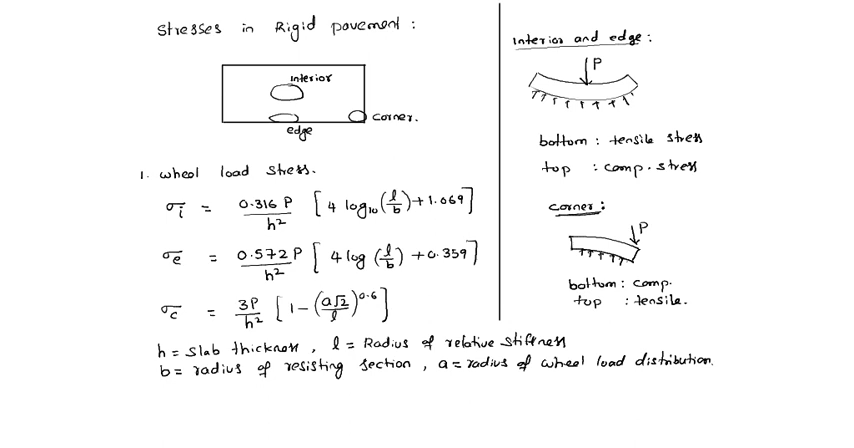 Stresses in Rigid pavement :
interior
corner.
edge
1. wheel load stress.
σi = 0.316 P / h² [ 4 log₁₀ (l/b) + 1.069 ]
σe = 0.572 P / h² [ 4 log (l/b) + 0.359 ]
σc = 3P / h² [ 1 - (a√2 / l)^0.6 ]
h = slab thickness , l = Radius of relative stiffness
b = radius of resisting section , a = radius of wheel load distribution.
Interior and edge :
P
bottom : tensile stress
top : comp. stress
corner :
P
bottom : comp.
top : tensile.